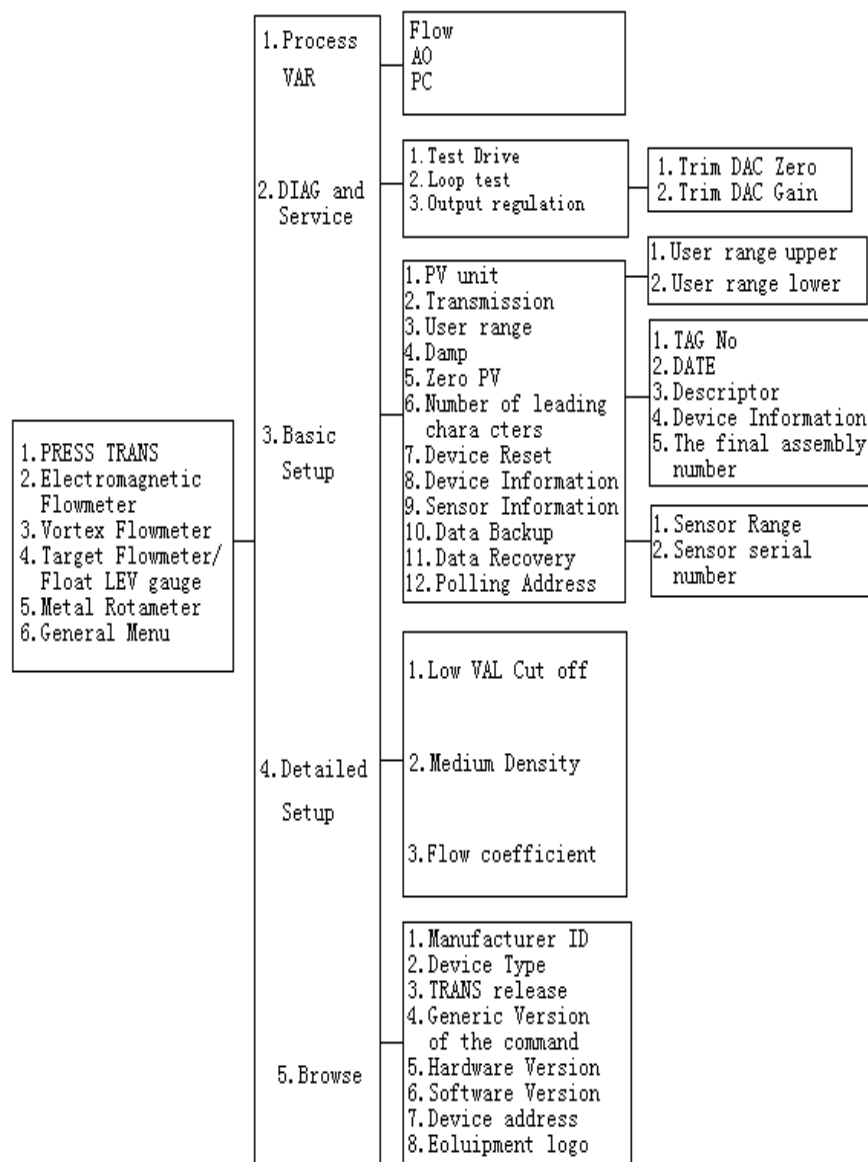 1.PRESS TRANS
2.Electromagnetic
Flowmeter
3.Vortex Flowmeter
4.Target Flowmeter/
Float LEV gauge
5.Metal Rotameter
6.General Menu
1.Process
VAR
2.DIAG and
Service
3.Basic
Setup
4.Detailed
Setup
5.Browse
Flow
AO
PC
1.Test Drive
2.Loop test
3.Output regulation
1.Trim DAC Zero
2.Trim DAC Gain
1.PV unit
2.Transmission
3.User range
4.Damp
5.Zero PV
6.Number of leading
chara cters
7.Device Reset
8.Device Information
9.Sensor Information
10.Data Backup
11.Data Recovery
12.Polling Address
1.User range upper
2.User range lower
1.TAG No
2.DATE
3.Descriptor
4.Device Information
5.The final assembly
number
1.Sensor Range
2.Sensor serial
number
1.Low VAL Cut off
2.Medium Density
3.Flow coefficient
1.Manufacturer ID
2.Device Type
3.TRANS release
4.Generic Version
of the command
5.Hardware Version
6.Software Version
7.Device address
8.Eoluipment logo